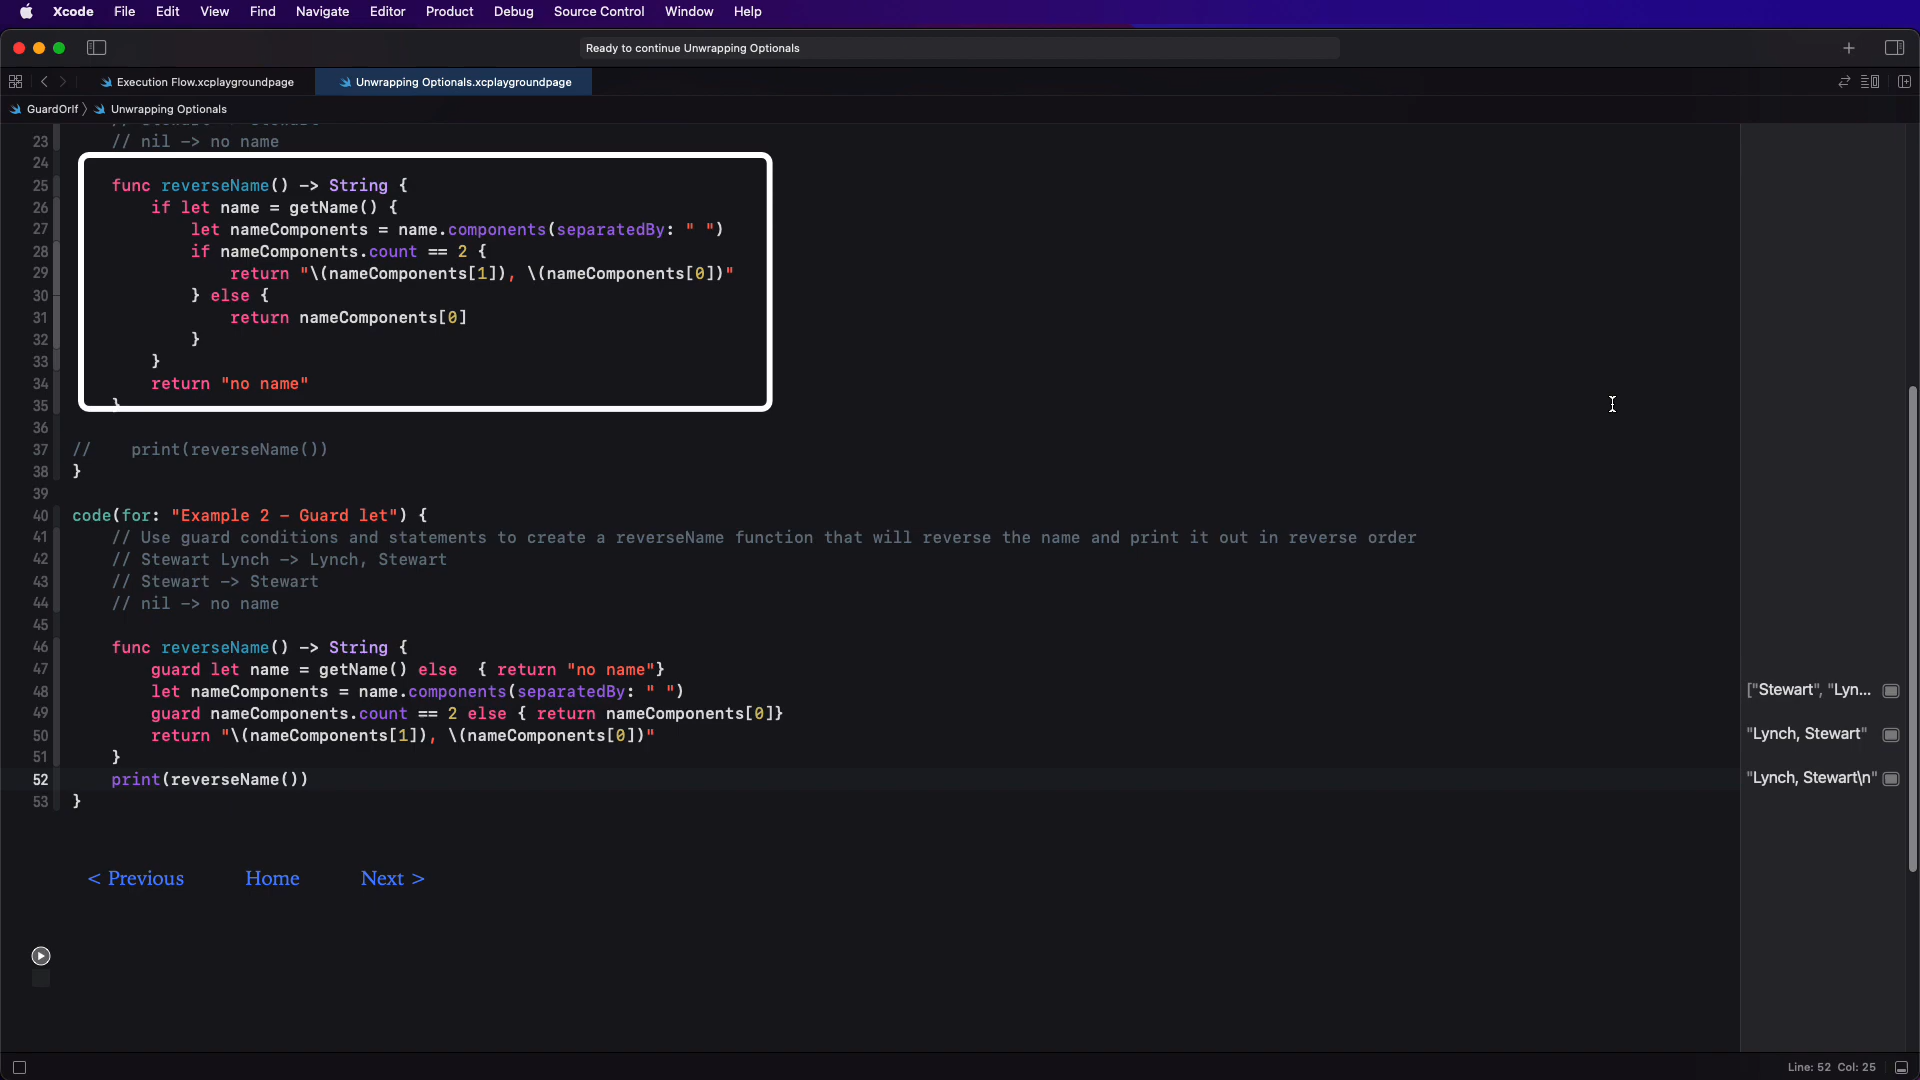 Xcode File Edit View Find Navigate Editor Product Debug Source Control Window Help
Ready to continue Unwrapping Optionals
Execution Flow.xcplaygroundpage Unwrapping Optionals.xcplaygroundpage
GuardOrIf Unwrapping Optionals
23 // nil -> no name
24
25 func reverseName() -> String {
26 if let name = getName() {
27 let nameComponents = name.components(separatedBy: " ")
28 if nameComponents.count == 2 {
29 return "\(nameComponents[1]), \(nameComponents[0])"
30 } else {
31 return nameComponents[0]
32 }
33 }
34 return "no name"
35 }
36
37 // print(reverseName())
38 }
39
40 code(for: "Example 2 - Guard let") {
41 // Use guard conditions and statements to create a reverseName function that will reverse the name and print it out in reverse order
42 // Stewart Lynch -> Lynch, Stewart
43 // Stewart -> Stewart
44 // nil -> no name
45
46 func reverseName() -> String {
47 guard let name = getName() else { return "no name"}
48 let nameComponents = name.components(separatedBy: " ") ["Stewart", "Lyn...
49 guard nameComponents.count == 2 else { return nameComponents[0]}
50 return "\(nameComponents[1]), \(nameComponents[0])" "Lynch, Stewart"
51 }
52 print(reverseName()) "Lynch, Stewart\n"
53 }
< Previous Home Next >
Line: 52 Col: 25